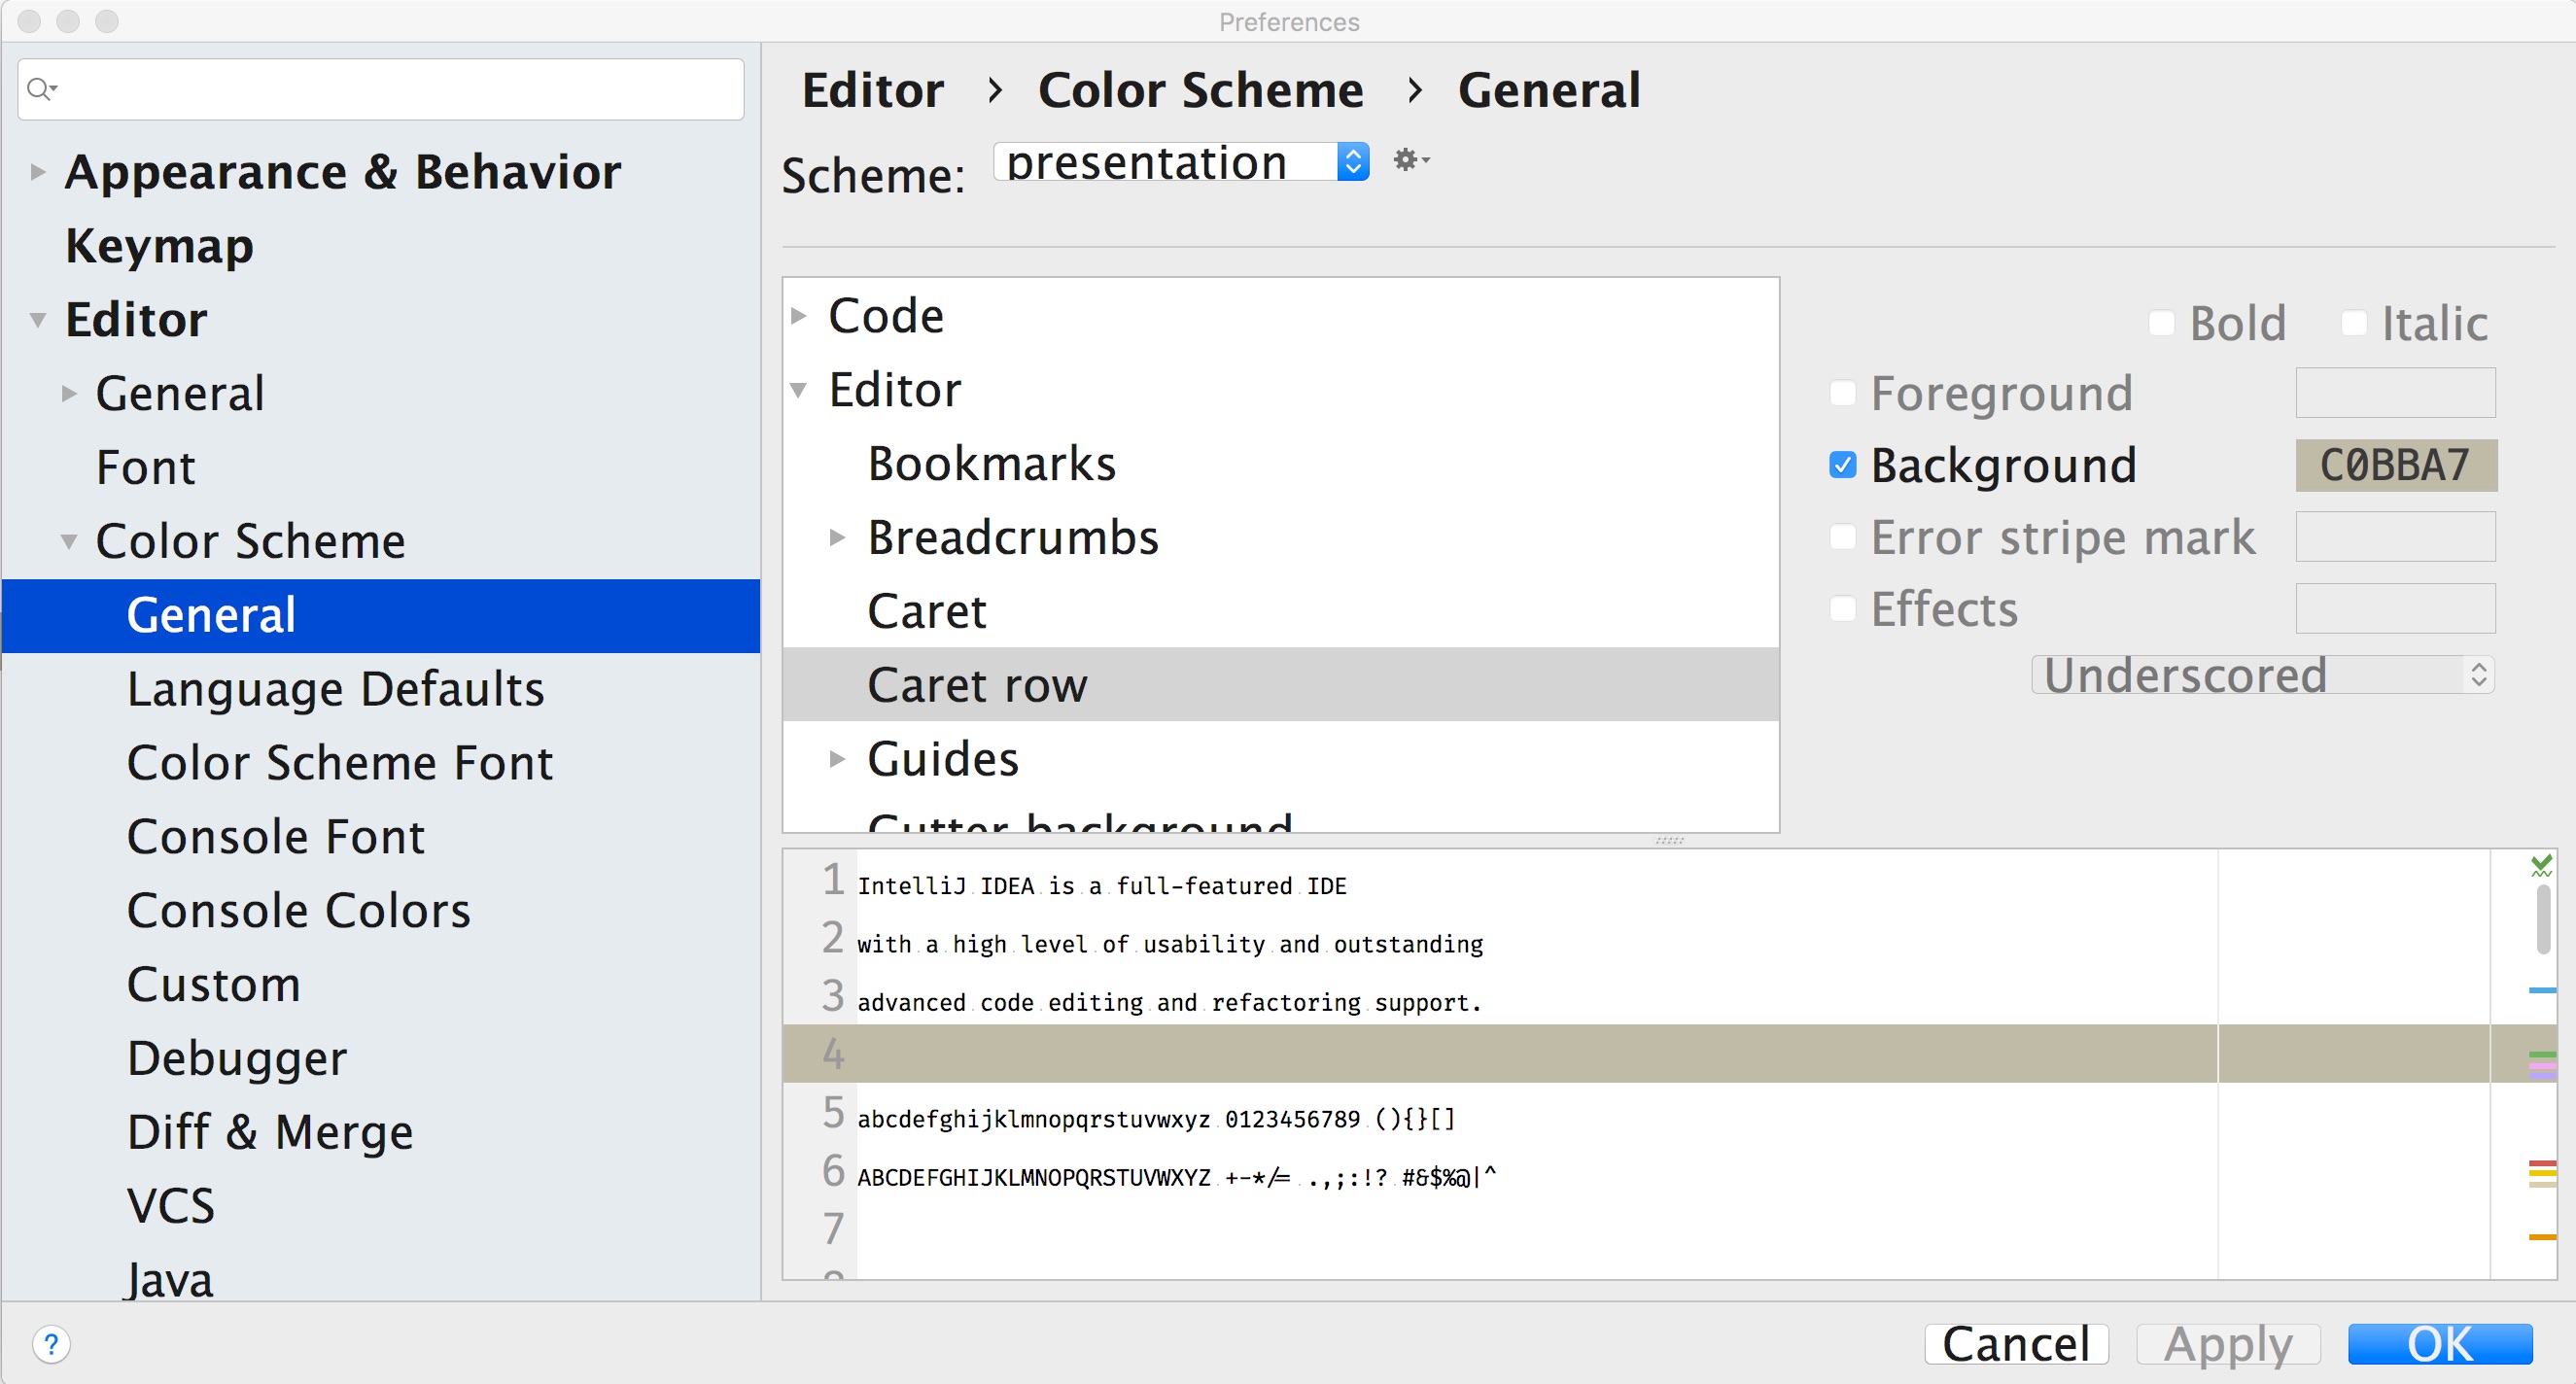 Preferences
Appearance & Behavior
Keymap
Editor
General
Font
Color Scheme
General
Language Defaults
Color Scheme Font
Console Font
Console Colors
Custom
Debugger
Diff & Merge
VCS
Java
Editor › Color Scheme › General
Scheme: presentation
Code
Editor
Bookmarks
Breadcrumbs
Caret
Caret row
Guides
Gutter background
Bold Italic
Foreground
Background C0BBA7
Error stripe mark
Effects
Underscored
1 IntelliJ IDEA is a full-featured IDE
2 with a high level of usability and outstanding
3 advanced code editing and refactoring support.
4
5 abcdefghijklmnopqrstuvwxyz 0123456789 (){}[]
6 ABCDEFGHIJKLMNOPQRSTUVWXYZ +-*/= .,;:!? #&$%@|^
7
8
? Cancel Apply OK